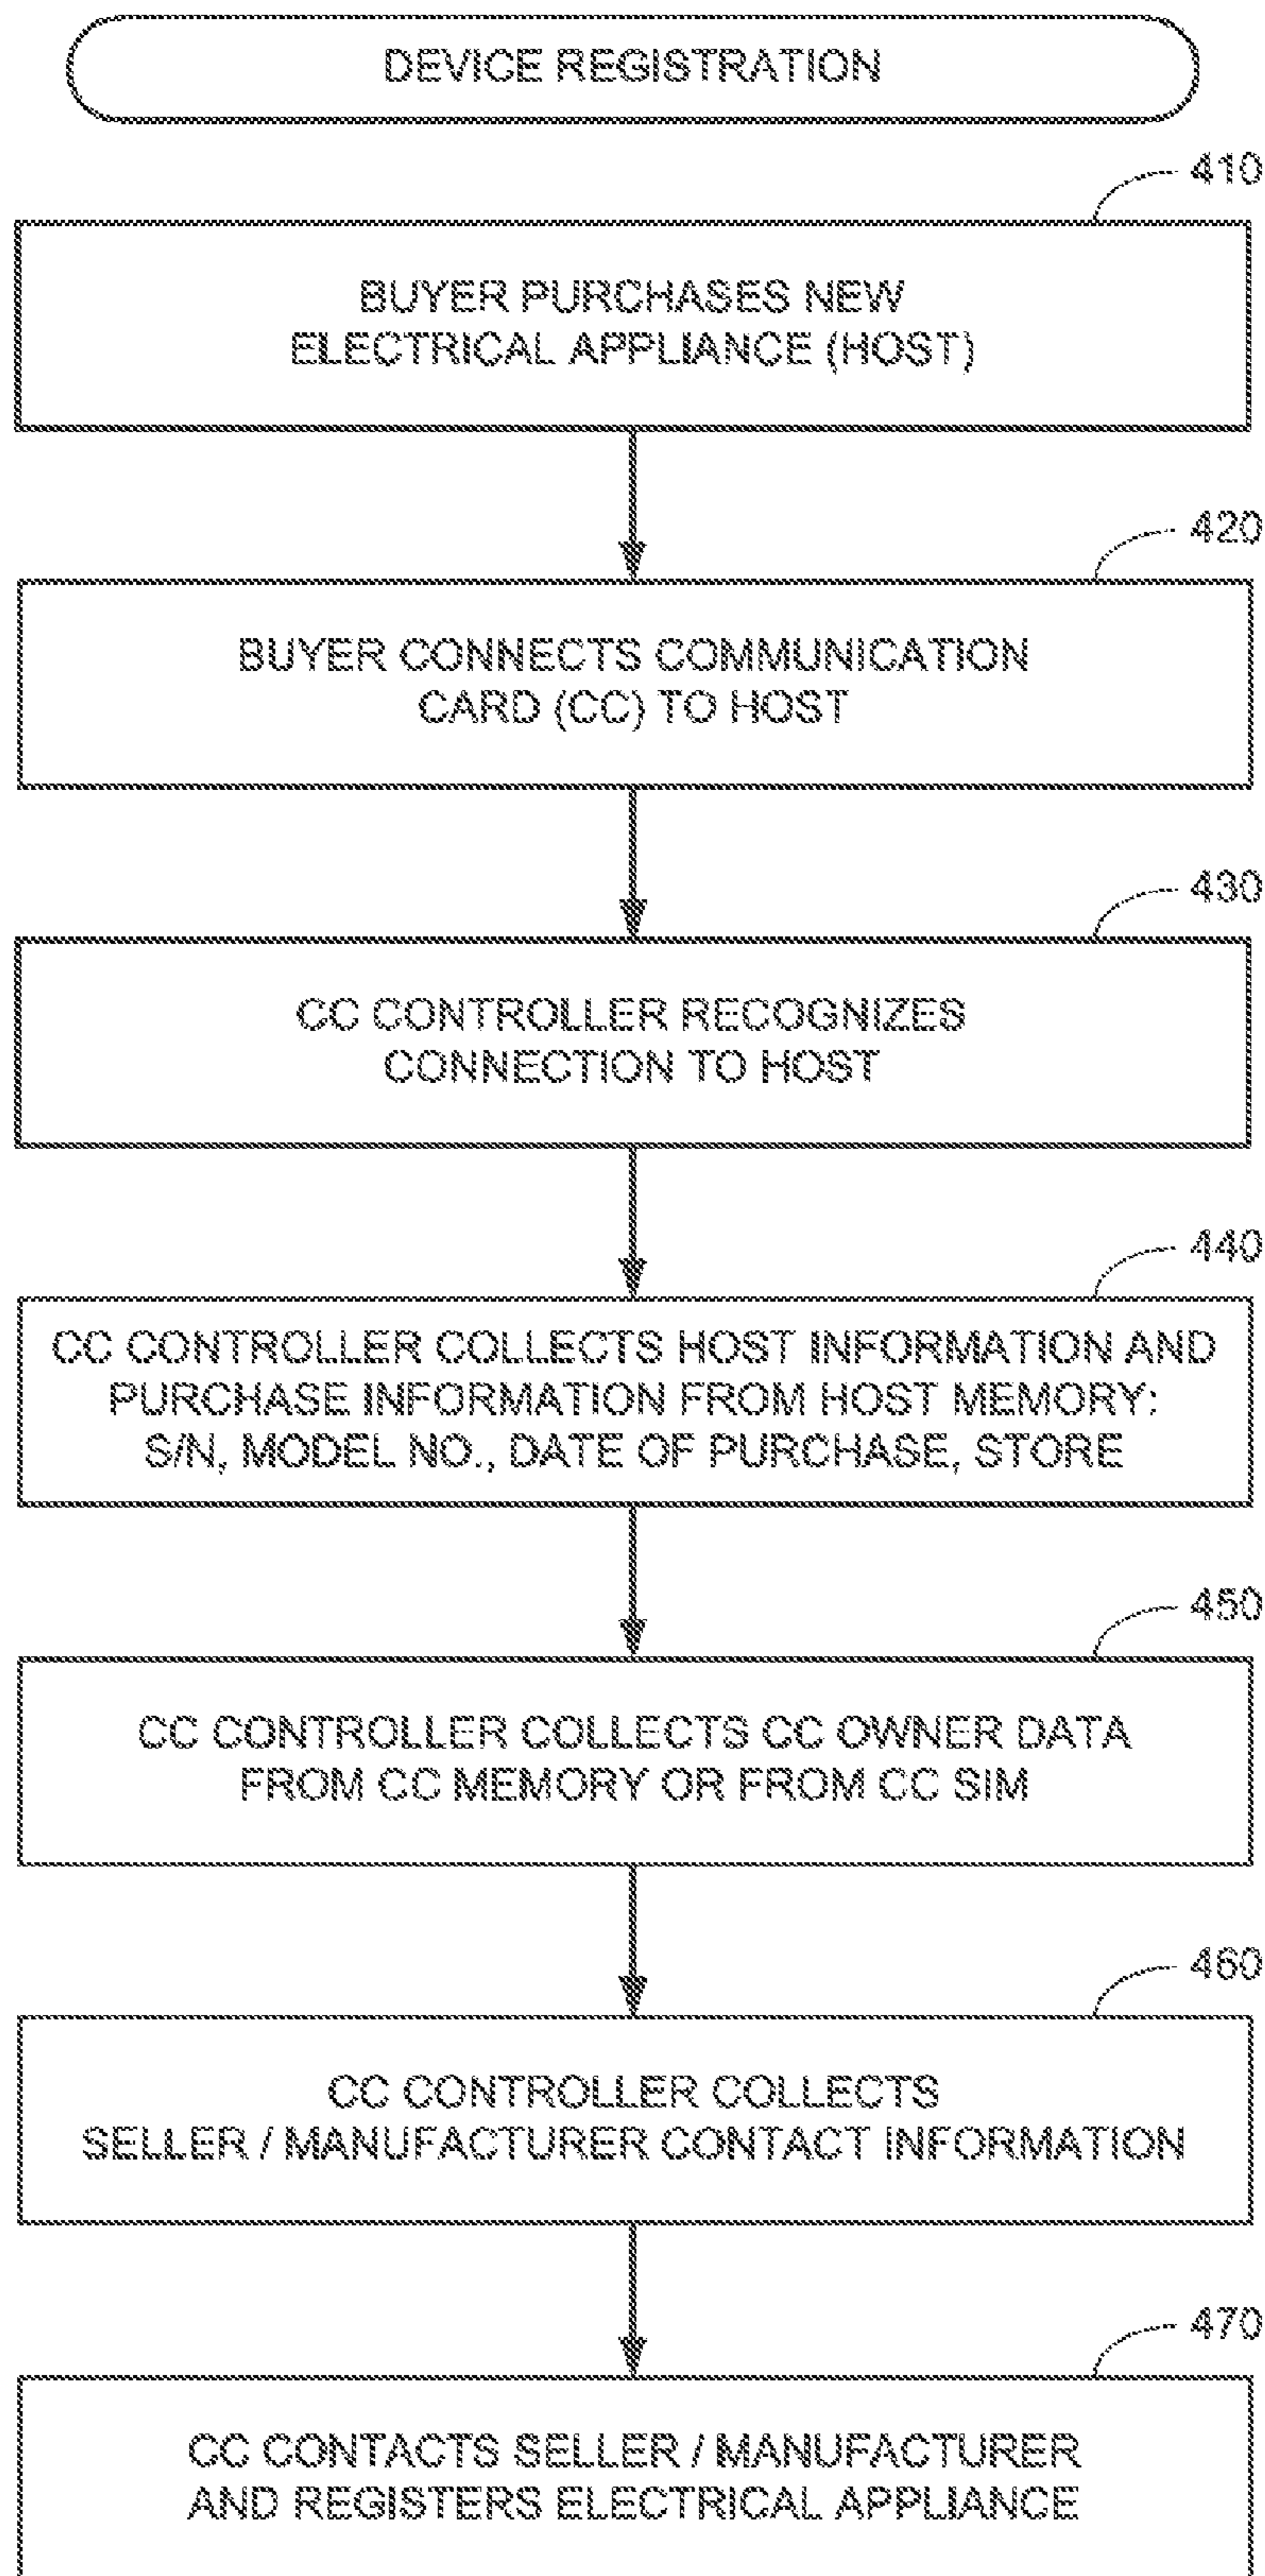 DEVICE REGISTRATION
410
BUYER PURCHASES NEW
ELECTRICAL APPLIANCE (HOST)
420
BUYER CONNECTS COMMUNICATION
CARD (CC) TO HOST
430
CC CONTROLLER RECOGNIZES
CONNECTION TO HOST
440
CC CONTROLLER COLLECTS HOST INFORMATION AND
PURCHASE INFORMATION FROM HOST MEMORY:
S/N, MODEL NO., DATE OF PURCHASE, STORE
450
CC CONTROLLER COLLECTS CC OWNER DATA
FROM CC MEMORY OR FROM CC SIM
460
CC CONTROLLER COLLECTS
SELLER / MANUFACTURER CONTACT INFORMATION
470
CC CONTACTS SELLER / MANUFACTURER
AND REGISTERS ELECTRICAL APPLIANCE